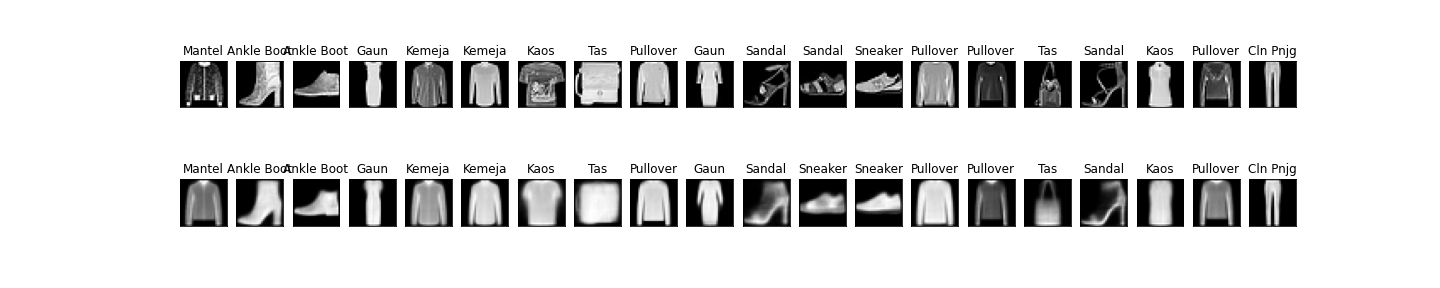 Mantel Ankle Boot Ankle Boot Gaun Kemeja Kemeja Kaos Tas Pullover Gaun Sandal Sandal Sneaker Pullover Pullover Tas Sandal Kaos Pullover Cln Pnjg
Mantel Ankle Boot Ankle Boot Gaun Kemeja Kemeja Kaos Tas Pullover Gaun Sandal Sneaker Sneaker Pullover Pullover Tas Sandal Kaos Pullover Cln Pnjg